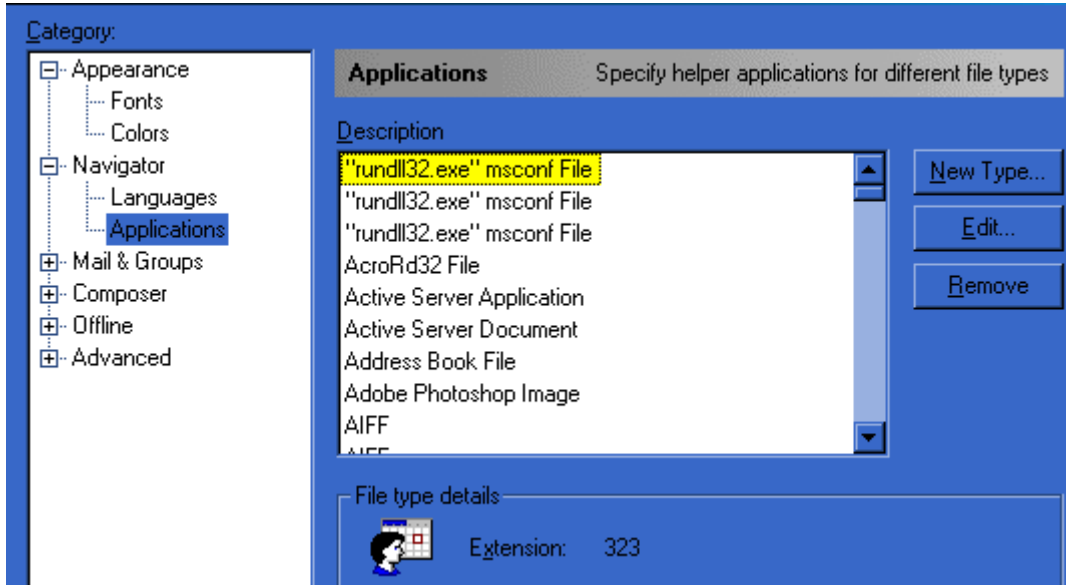 Category:
Appearance
Fonts
Colors
Navigator
Languages
Applications
Mail & Groups
Composer
Offline
Advanced
Applications Specify helper applications for different file types
Description
"rundll32.exe" msconf File
"rundll32.exe" msconf File
"rundll32.exe" msconf File
AcroRd32 File
Active Server Application
Active Server Document
Address Book File
Adobe Photoshop Image
AIFF
AIFF
New Type...
Edit...
Remove
File type details
Extension: 323